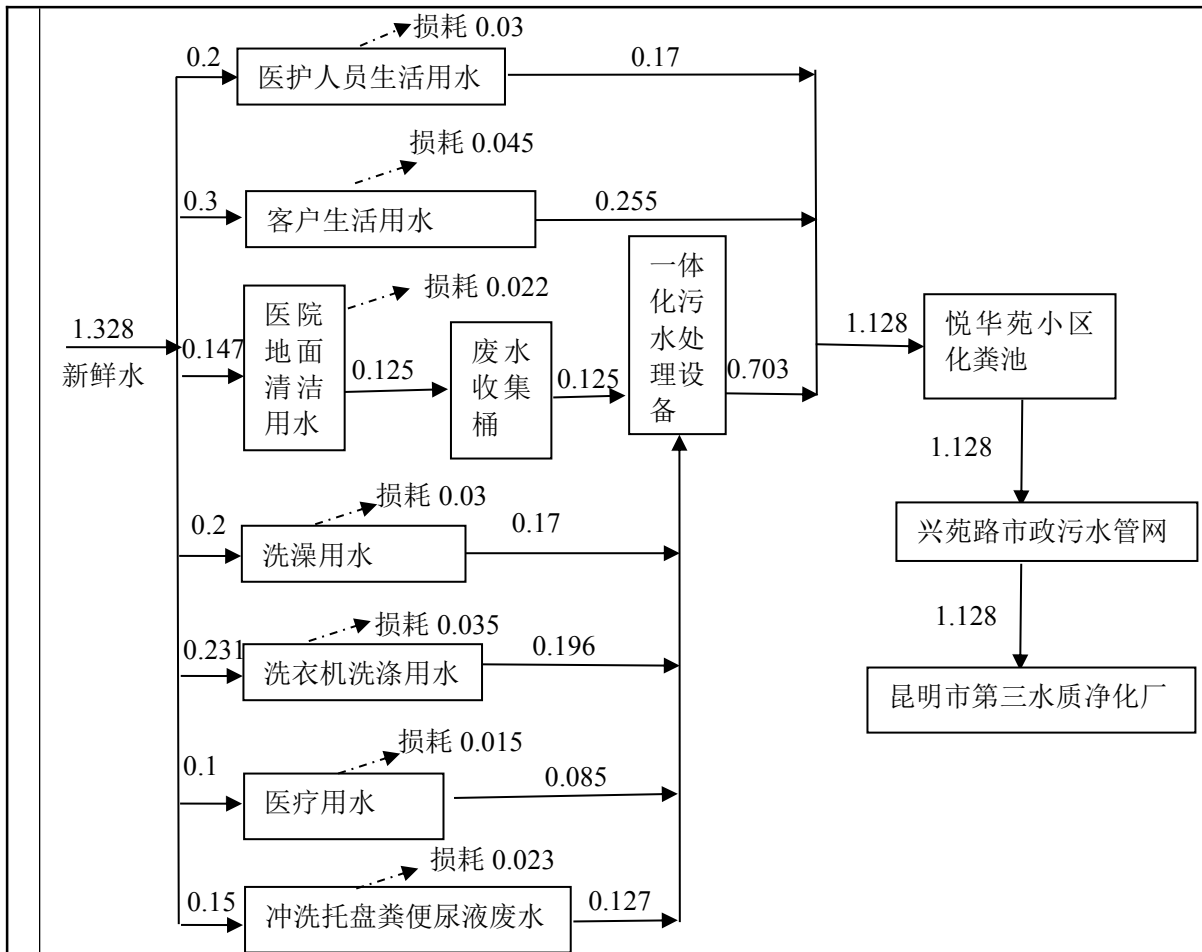 损耗 0.03
0.2
医护人员生活用水
0.17
损耗 0.045
0.3
客户生活用水
0.255
1.328
新鲜水
0.147
医院
地面
清洁
用水
损耗 0.022
0.125
废水
收集
桶
0.125
一体
化污
水处
理设
备
0.703
1.128
悦华苑小区
化粪池
1.128
兴苑路市政污水管网
1.128
昆明市第三水质净化厂
损耗 0.03
0.2
洗澡用水
0.17
损耗 0.035
0.231
洗衣机洗涤用水
0.196
损耗 0.015
0.1
医疗用水
0.085
损耗 0.023
0.15
冲洗托盘粪便尿液废水
0.127